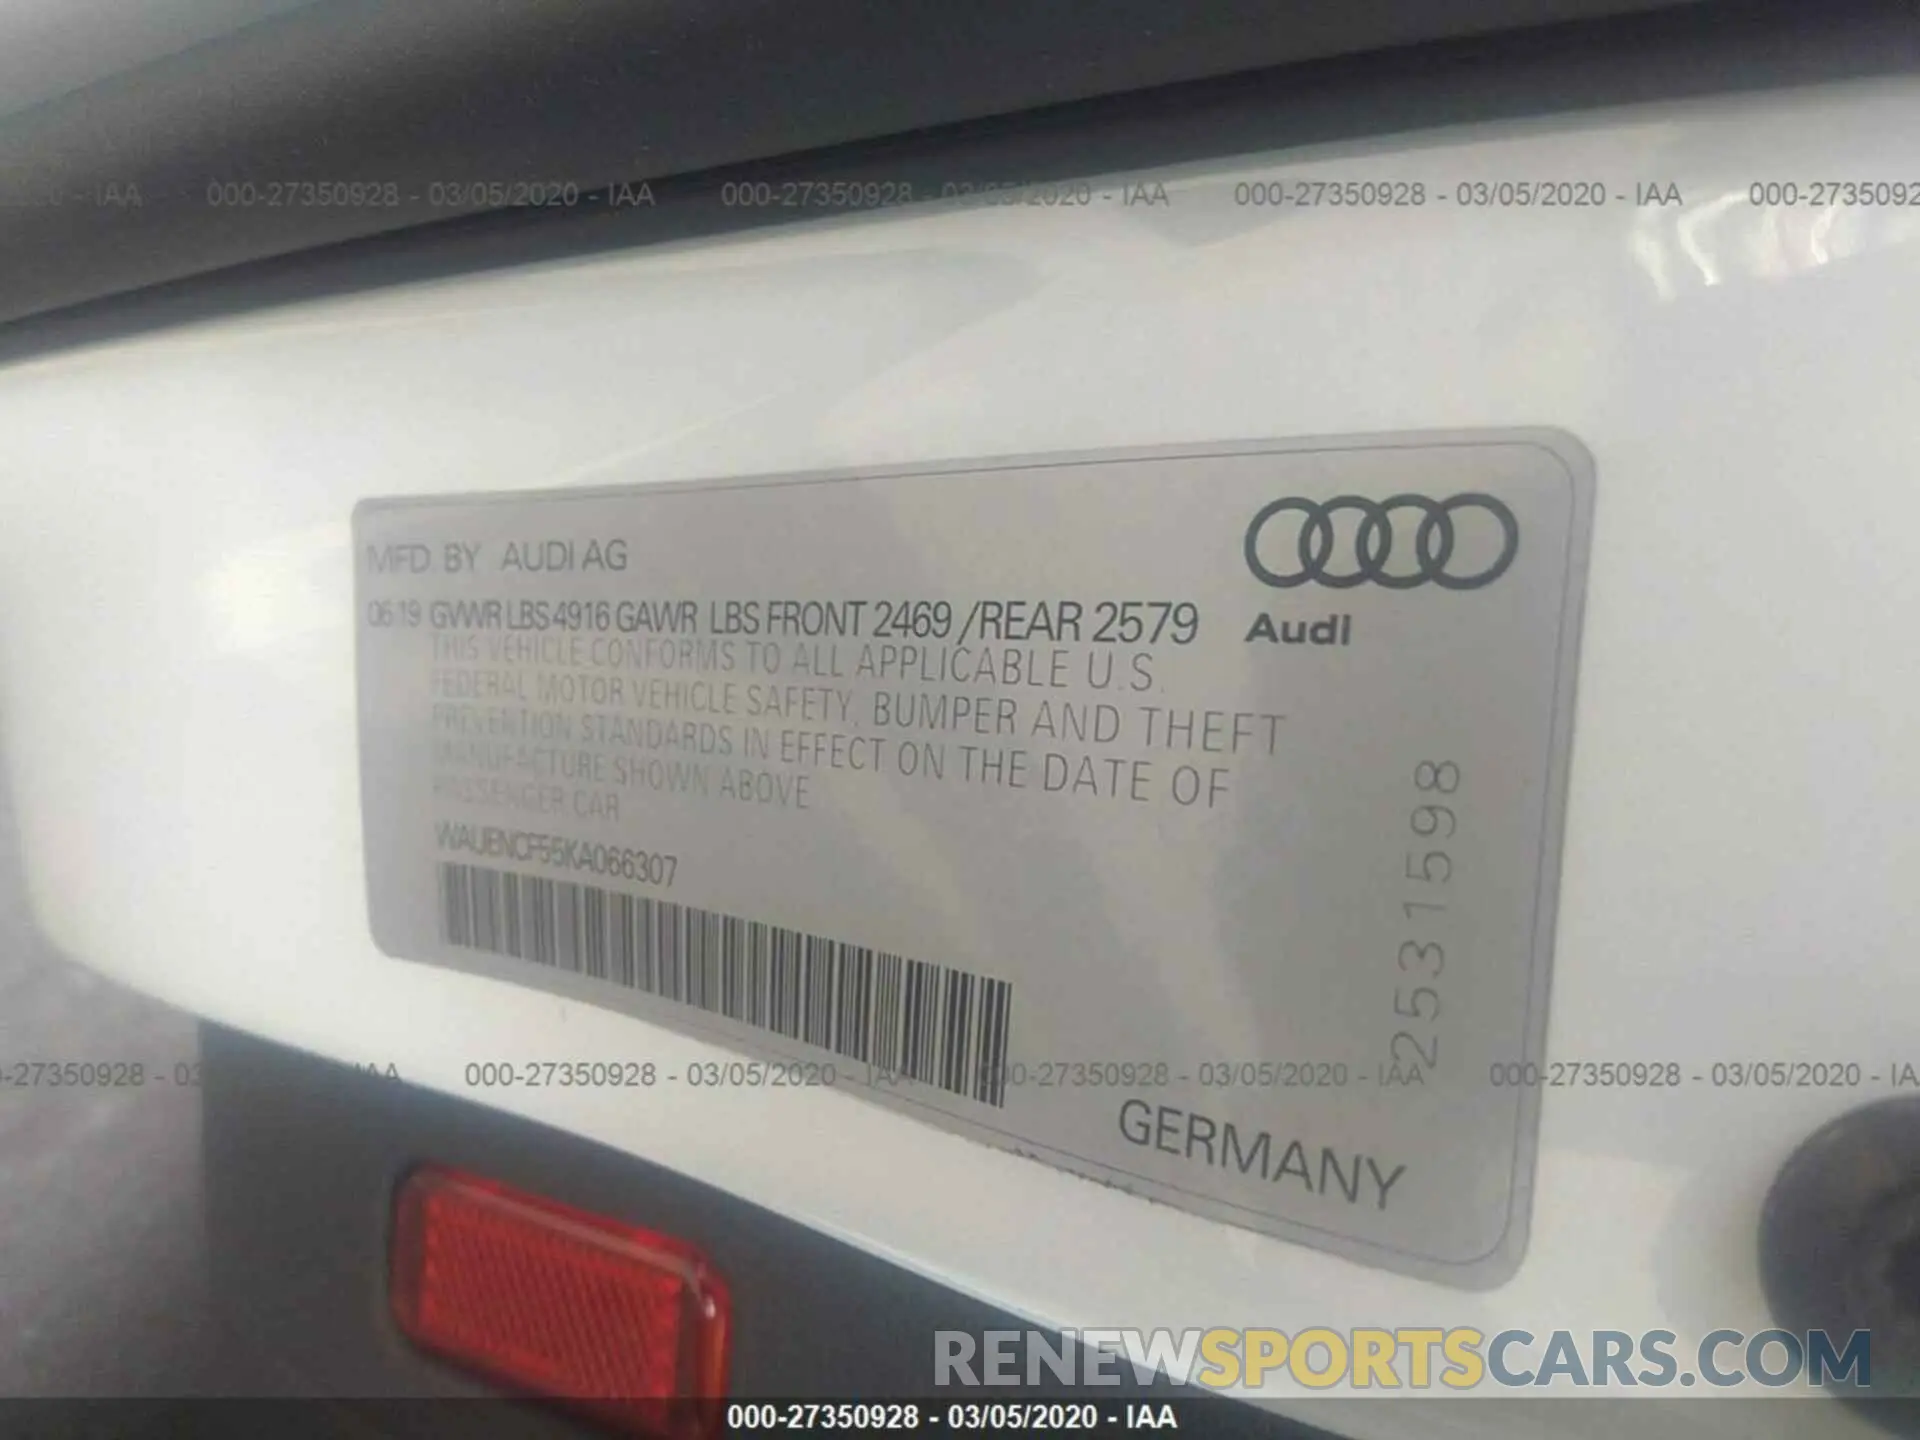 000-27350928 - 03/05/2020 - IAA 000-27350928 - 03/05/2020 - IAA 000-27350928 - 03/05/2020 - IAA
MFD. BY AUDI AG
06.19 GVWR LBS 4916 GAWR LBS FRONT 2469 /REAR 2579
Audi
THIS VEHICLE CONFORMS TO ALL APPLICABLE U.S.
FEDERAL MOTOR VEHICLE SAFETY, BUMPER AND THEFT
PREVENTION STANDARDS IN EFFECT ON THE DATE OF
MANUFACTURE SHOWN ABOVE
PASSENGER CAR
WAUENCF55KA066307
2531598
000-27350928 - 03/05/2020 - IAA 000-27350928 - 03/05/2020 - IAA
GERMANY
RENEWSPORTSCARS.COM
000-27350928 - 03/05/2020 - IAA